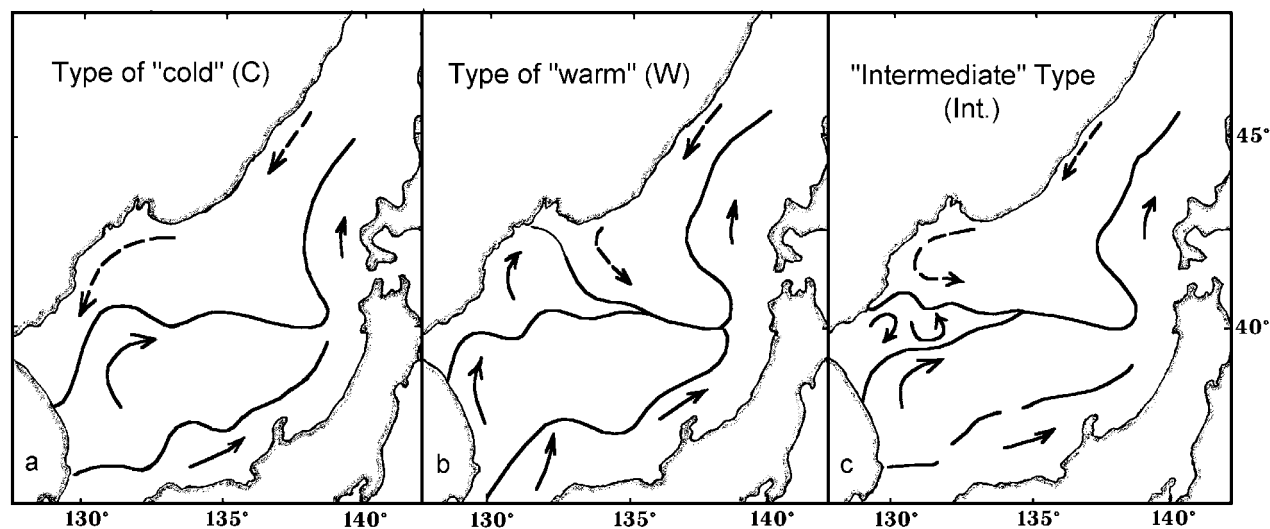 Type of "cold" (C)
Type of "warm" (W)
"Intermediate" Type
(Int.)
45°
40°
a
b
c
130°
135°
140°
130°
135°
140°
130°
135°
140°